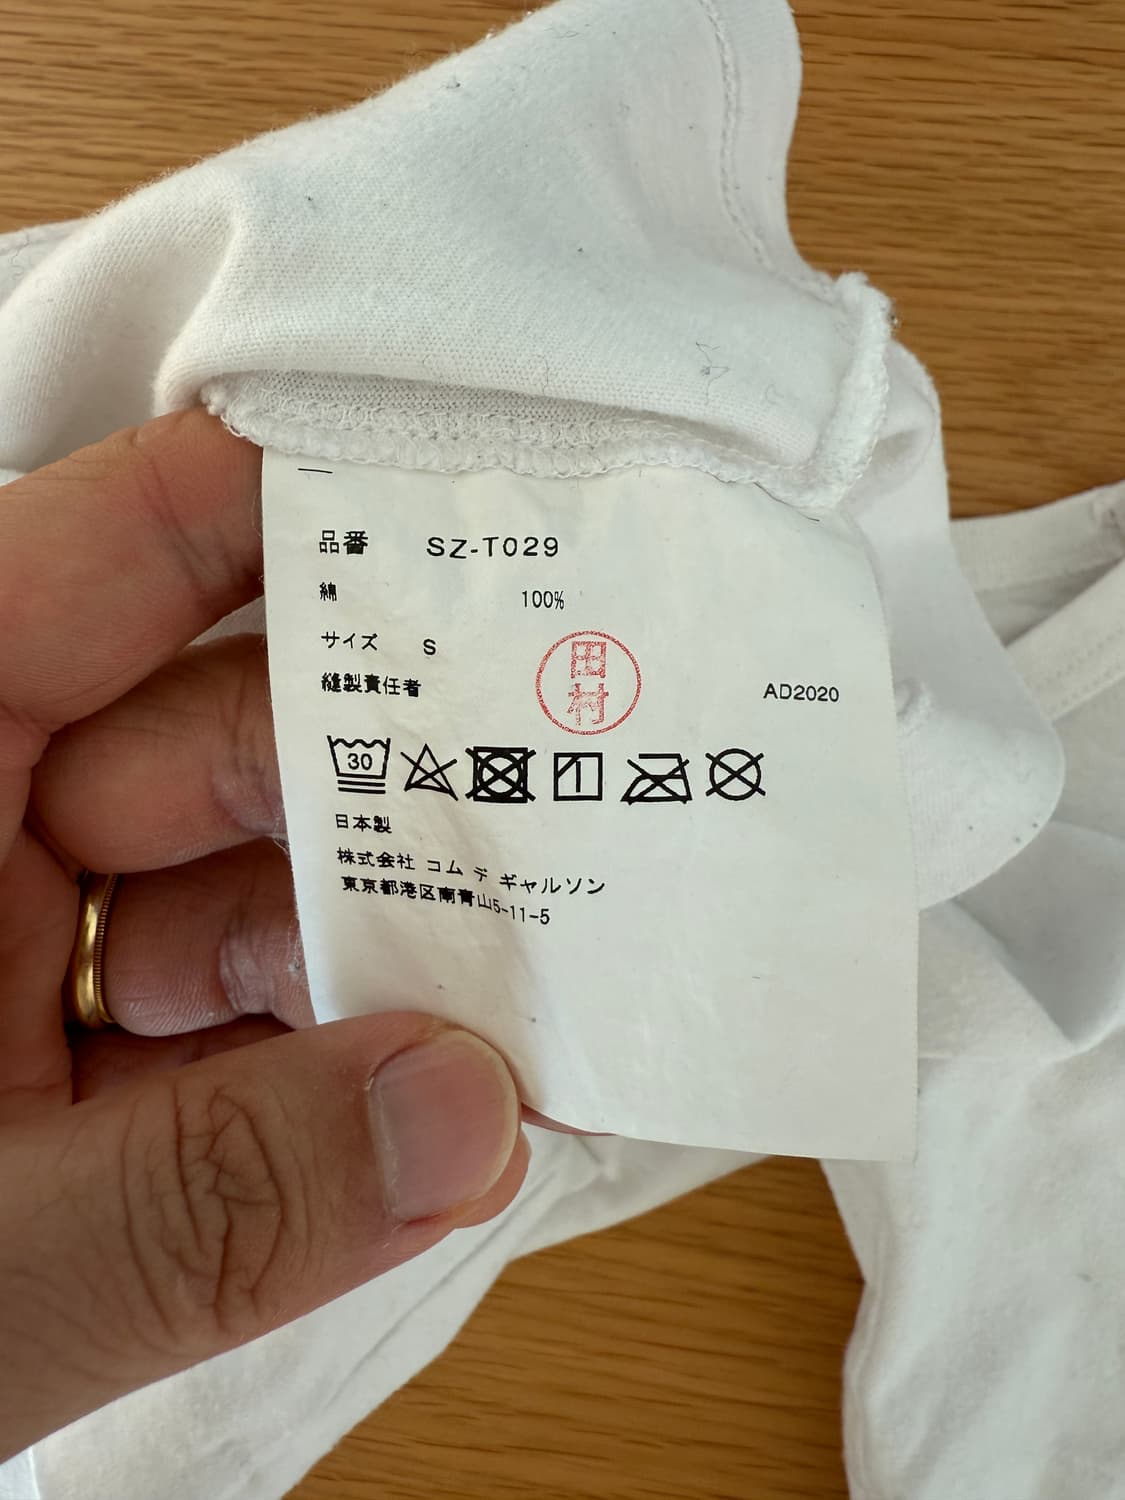 品番 SZ-T029
綿 100%
サイズ S
縫製責任者 田村 AD2020
30
日本製
株式会社 コム デ ギャルソン
東京都港区南青山5-11-5